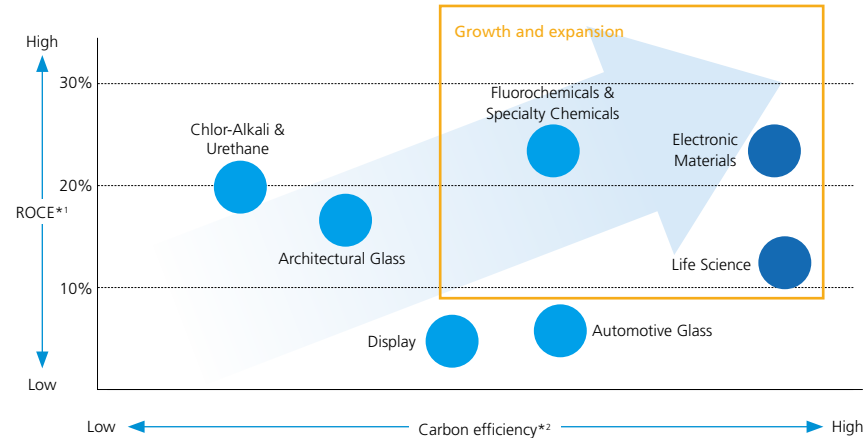 Growth and expansion
High
30%
Fluorochemicals &
Specialty Chemicals
Chlor-Alkali &
Urethane
Electronic
Materials
20%
ROCE*1
Architectural Glass
Life Science
10%
Display
Automotive Glass
Low
Low
Carbon efficiency*2
High